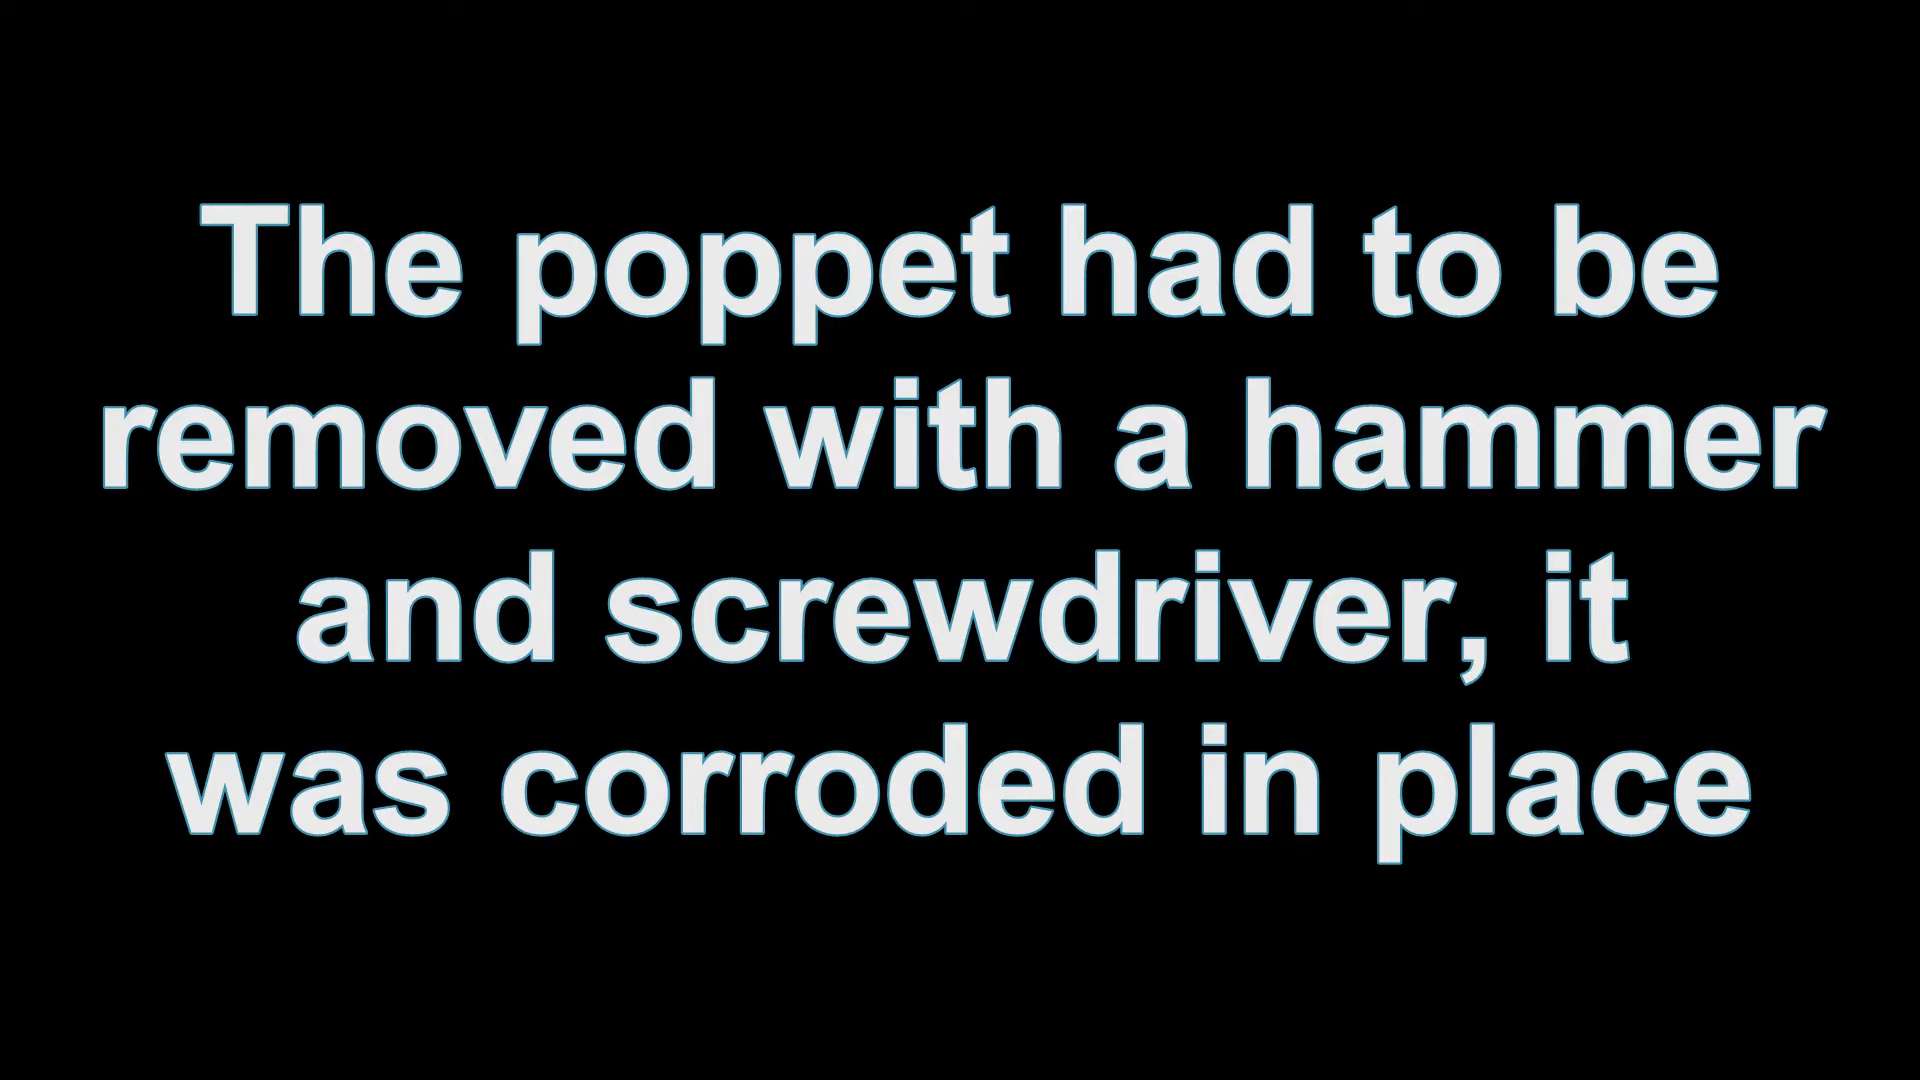 The poppet had to be
removed with a hammer
and screwdriver, it
was corroded in place